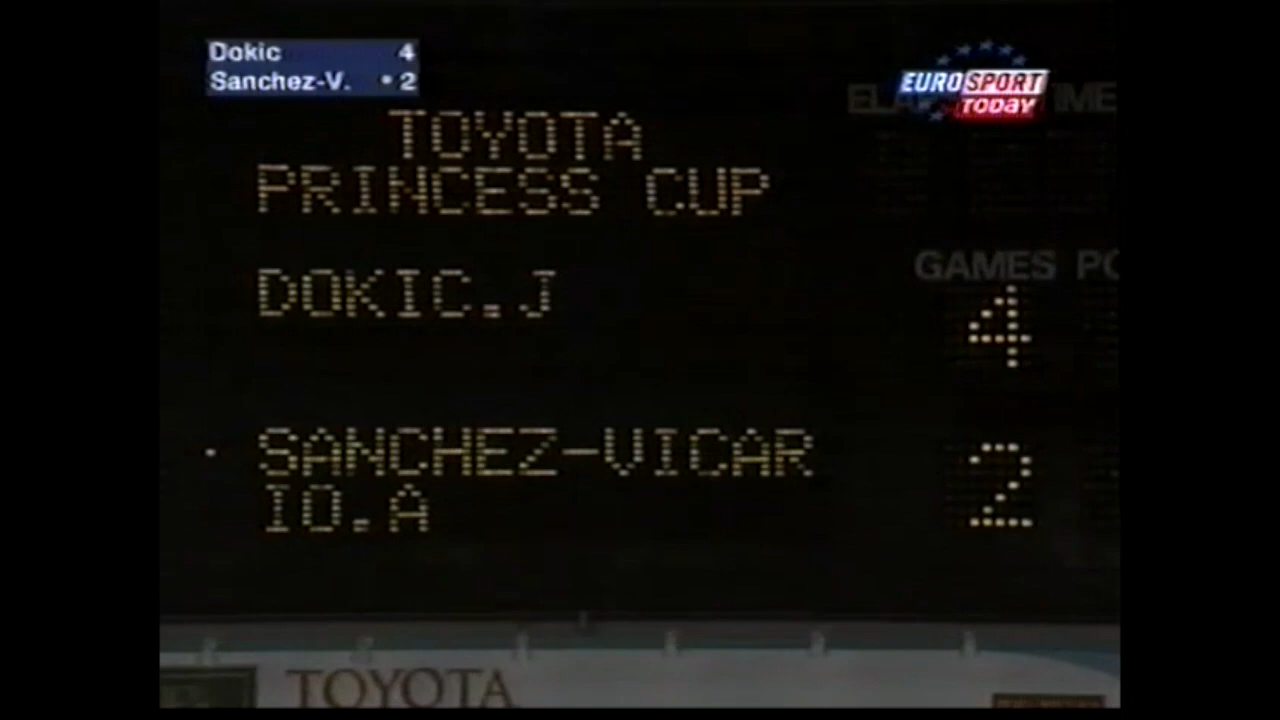 Dokic 4
Sanchez-V. • 2
EUROSPORT
TODAY
TOYOTA
PRINCESS CUP
DOKIC.J
GAMES
4
SANCHEZ-VICAR
IO.A
2
TOYOTA